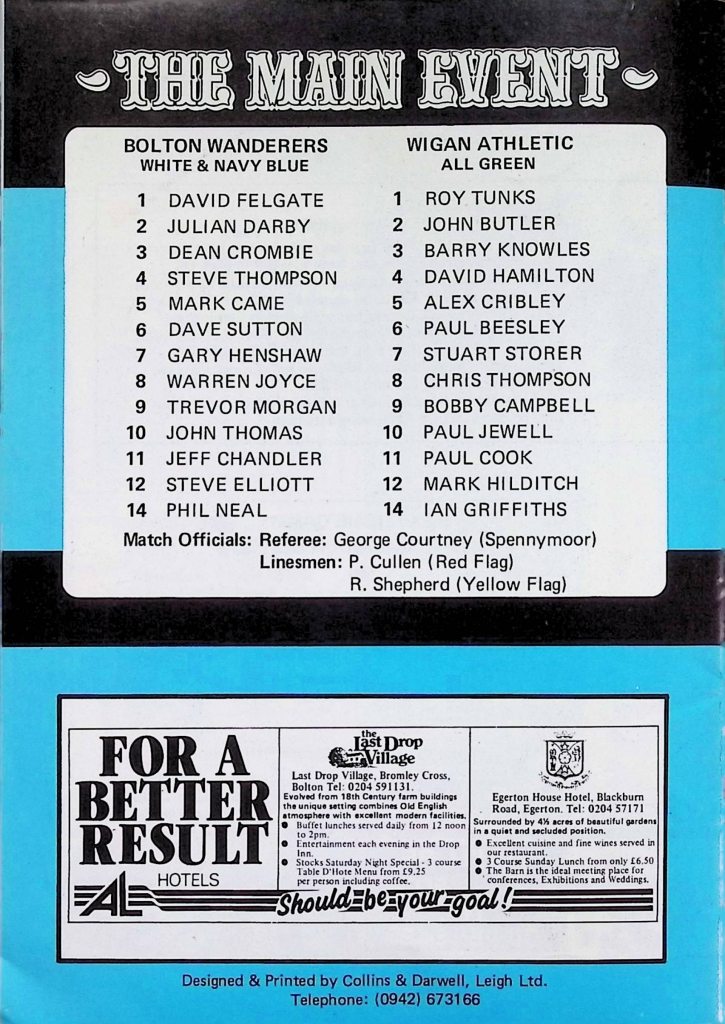 THE MAIN EVENT
BOLTON WANDERERS
WHITE & NAVY BLUE
1 DAVID FELGATE
2 JULIAN DARBY
3 DEAN CROMBIE
4 STEVE THOMPSON
5 MARK CAME
6 DAVE SUTTON
7 GARY HENSHAW
8 WARREN JOYCE
9 TREVOR MORGAN
10 JOHN THOMAS
11 JEFF CHANDLER
12 STEVE ELLIOTT
14 PHIL NEAL
WIGAN ATHLETIC
ALL GREEN
1 ROY TUNKS
2 JOHN BUTLER
3 BARRY KNOWLES
4 DAVID HAMILTON
5 ALEX CRIBLEY
6 PAUL BEESLEY
7 STUART STORER
8 CHRIS THOMPSON
9 BOBBY CAMPBELL
10 PAUL JEWELL
11 PAUL COOK
12 MARK HILDITCH
14 IAN GRIFFITHS
Match Officials: Referee: George Courtney (Spennymoor)
Linesmen: P. Cullen (Red Flag)
R. Shepherd (Yellow Flag)
FOR A
BETTER
RESULT
HOTELS
AL
the
Last Drop
Village
Last Drop Village, Bromley Cross,
Bolton Tel: 0204 591131.
Evolved from 18th Century farm buildings
the unique setting combines Old English
atmosphere with excellent modern facilities.
● Buffet lunches served daily from 12 noon
to 2pm.
● Entertainment each evening in the Drop
Inn.
● Stocks Saturday Night Special - 3 course
Table D'Hote Menu from £9.25
per person including coffee.
Egerton House Hotel, Blackburn
Road, Egerton. Tel: 0204 57171
Surrounded by 4½ acres of beautiful gardens
in a quiet and secluded position.
● Excellent cuisine and fine wines served in
our restaurant.
● 3 Course Sunday Lunch from only £6.50
● The Barn is the ideal meeting place for
conferences, Exhibitions and Weddings.
Should be your goal!
Designed & Printed by Collins & Darwell, Leigh Ltd.
Telephone: (0942) 673166